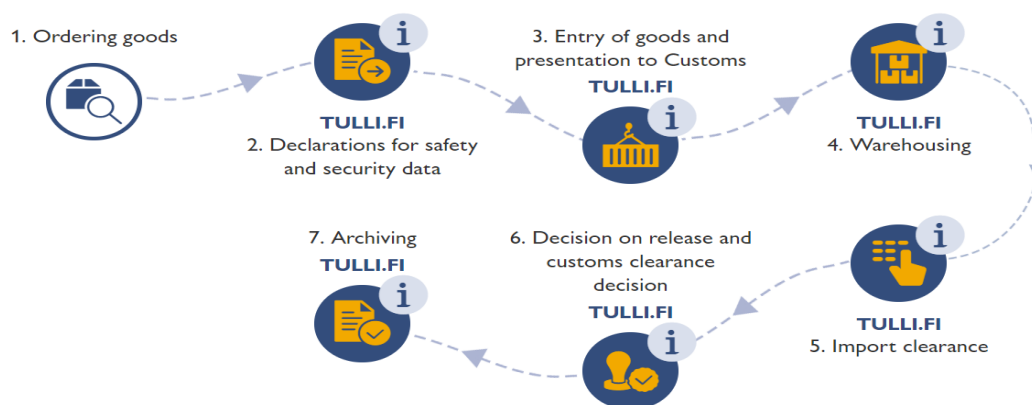 1. Ordering goods
i
TULLI.FI
2. Declarations for safety
and security data
3. Entry of goods and
presentation to Customs
TULLI.FI
i
i
TULLI.FI
4. Warehousing
i
TULLI.FI
5. Import clearance
6. Decision on release and
customs clearance
decision
TULLI.FI
i
7. Archiving
TULLI.FI
i